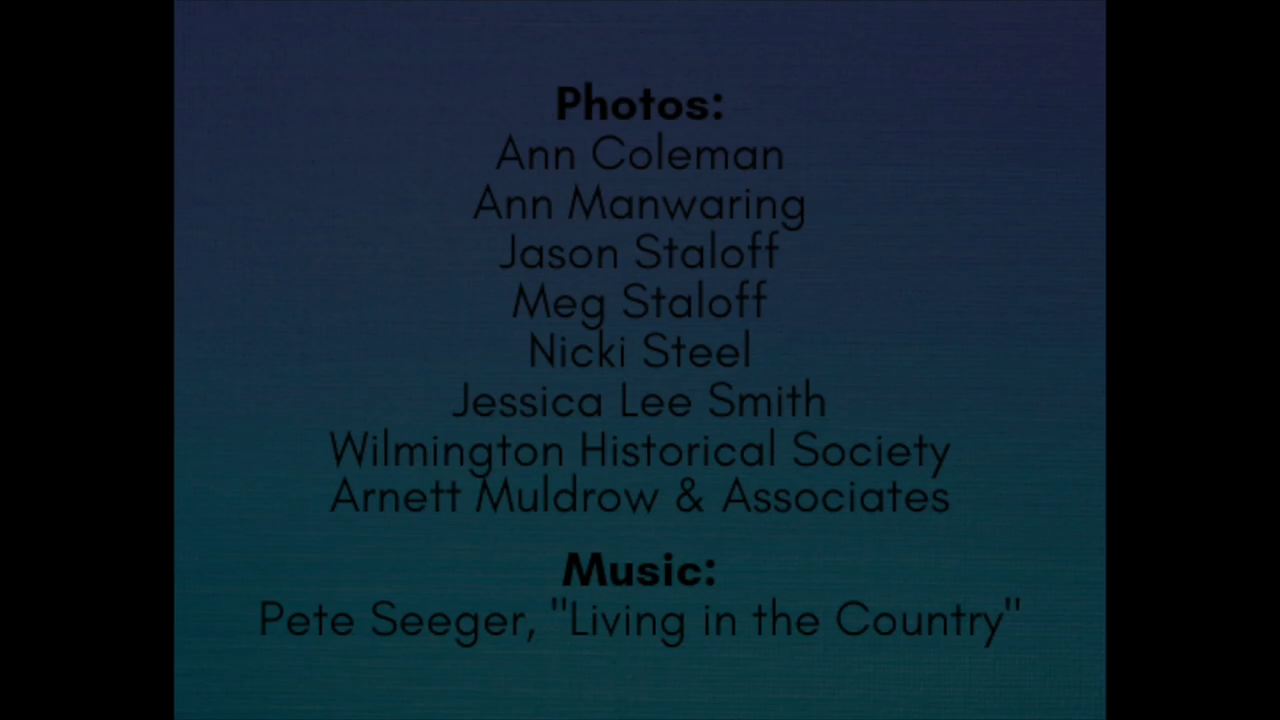 Photos:
Ann Coleman
Ann Manwaring
Jason Staloff
Meg Staloff
Nicki Steel
Jessica Lee Smith
Wilmington Historical Society
Arnett Muldrow & Associates
Music:
Pete Seeger, "Living in the Country"